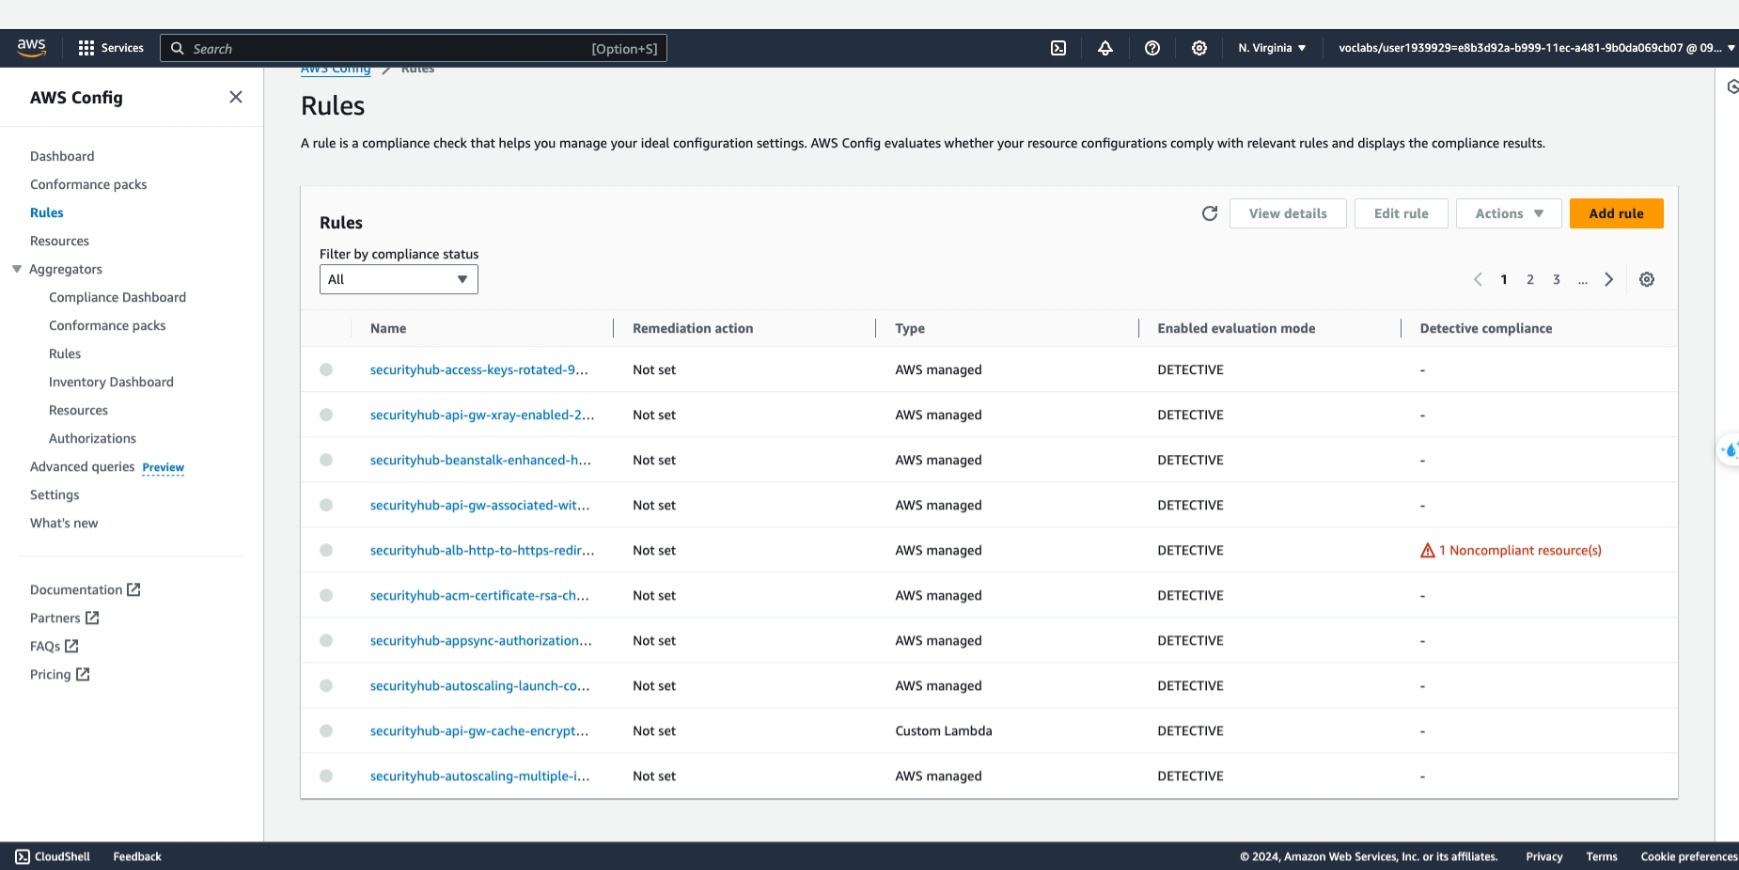 aws
Services
Search
[Option+S]
N. Virginia
voclabs/user1939929=e8b3d92a-b999-11ec-a481-9b0da069cb07 @ 09...
AWS Config
Dashboard
Conformance packs
Rules
Resources
Aggregators
Compliance Dashboard
Conformance packs
Rules
Inventory Dashboard
Resources
Authorizations
Advanced queries Preview
Settings
What's new
Documentation
Partners
FAQs
Pricing
AWS Config Rules
Rules
A rule is a compliance check that helps you manage your ideal configuration settings. AWS Config evaluates whether your resource configurations comply with relevant rules and displays the compliance results.
Rules
View details Edit rule Actions Add rule
Filter by compliance status
All
1 2 3 ...
Name Remediation action Type Enabled evaluation mode Detective compliance
securityhub-access-keys-rotated-9... Not set AWS managed DETECTIVE -
securityhub-api-gw-xray-enabled-2... Not set AWS managed DETECTIVE -
securityhub-beanstalk-enhanced-h... Not set AWS managed DETECTIVE -
securityhub-api-gw-associated-wit... Not set AWS managed DETECTIVE -
securityhub-alb-http-to-https-redir... Not set AWS managed DETECTIVE 1 Noncompliant resource(s)
securityhub-acm-certificate-rsa-ch... Not set AWS managed DETECTIVE -
securityhub-appsync-authorization... Not set AWS managed DETECTIVE -
securityhub-autoscaling-launch-co... Not set AWS managed DETECTIVE -
securityhub-api-gw-cache-encrypt... Not set Custom Lambda DETECTIVE -
securityhub-autoscaling-multiple-i... Not set AWS managed DETECTIVE -
CloudShell Feedback
© 2024, Amazon Web Services, Inc. or its affiliates. Privacy Terms Cookie preferences